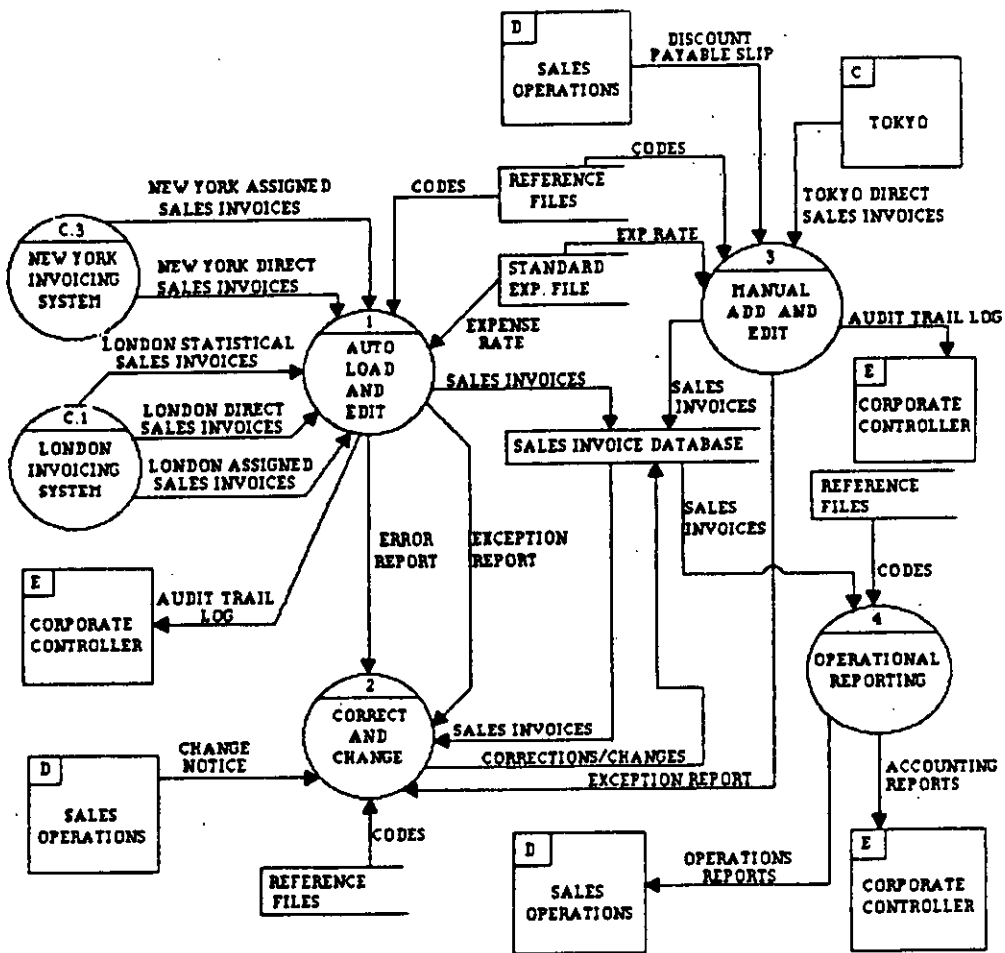 D
SALES
OPERATIONS
DISCOUNT
PAYABLE SLIP
C
TOKYO
TOKYO DIRECT
SALES INVOICES
CODES
REFERENCE
FILES
CODES
NEW YORK ASSIGNED
SALES INVOICES
C.3
NEW YORK
INVOICING
SYSTEM
NEW YORK DIRECT
SALES INVOICES
EXP. RATE
STANDARD
EXP. FILE
EXPENSE
RATE
3
MANUAL
ADD AND
EDIT
AUDIT TRAIL LOG
E
CORPORATE
CONTROLLER
1
AUTO
LOAD
AND
EDIT
LONDON STATISTICAL
SALES INVOICES
C.1
LONDON
INVOICING
SYSTEM
LONDON DIRECT
SALES INVOICES
LONDON ASSIGNED
SALES INVOICES
SALES INVOICES
SALES
INVOICES
SALES INVOICE DATABASE
SALES
INVOICES
REFERENCE
FILES
CODES
ERROR
REPORT
EXCEPTION
REPORT
E
CORPORATE
CONTROLLER
AUDIT TRAIL
LOG
4
OPERATIONAL
REPORTING
2
CORRECT
AND
CHANGE
SALES INVOICES
CORRECTIONS/CHANGES
EXCEPTION REPORT
D
SALES
OPERATIONS
CHANGE
NOTICE
CODES
REFERENCE
FILES
ACCOUNTING
REPORTS
OPERATIONS
REPORTS
D
SALES
OPERATIONS
E
CORPORATE
CONTROLLER